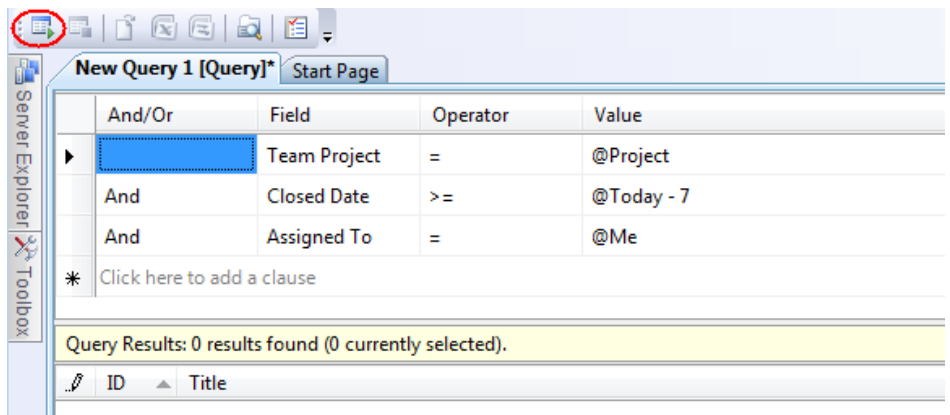 New Query 1 [Query]* Start Page
Server Explorer
Toolbox
And/Or Field Operator Value
Team Project = @Project
And Closed Date >= @Today - 7
And Assigned To = @Me
Click here to add a clause
Query Results: 0 results found (0 currently selected).
ID Title